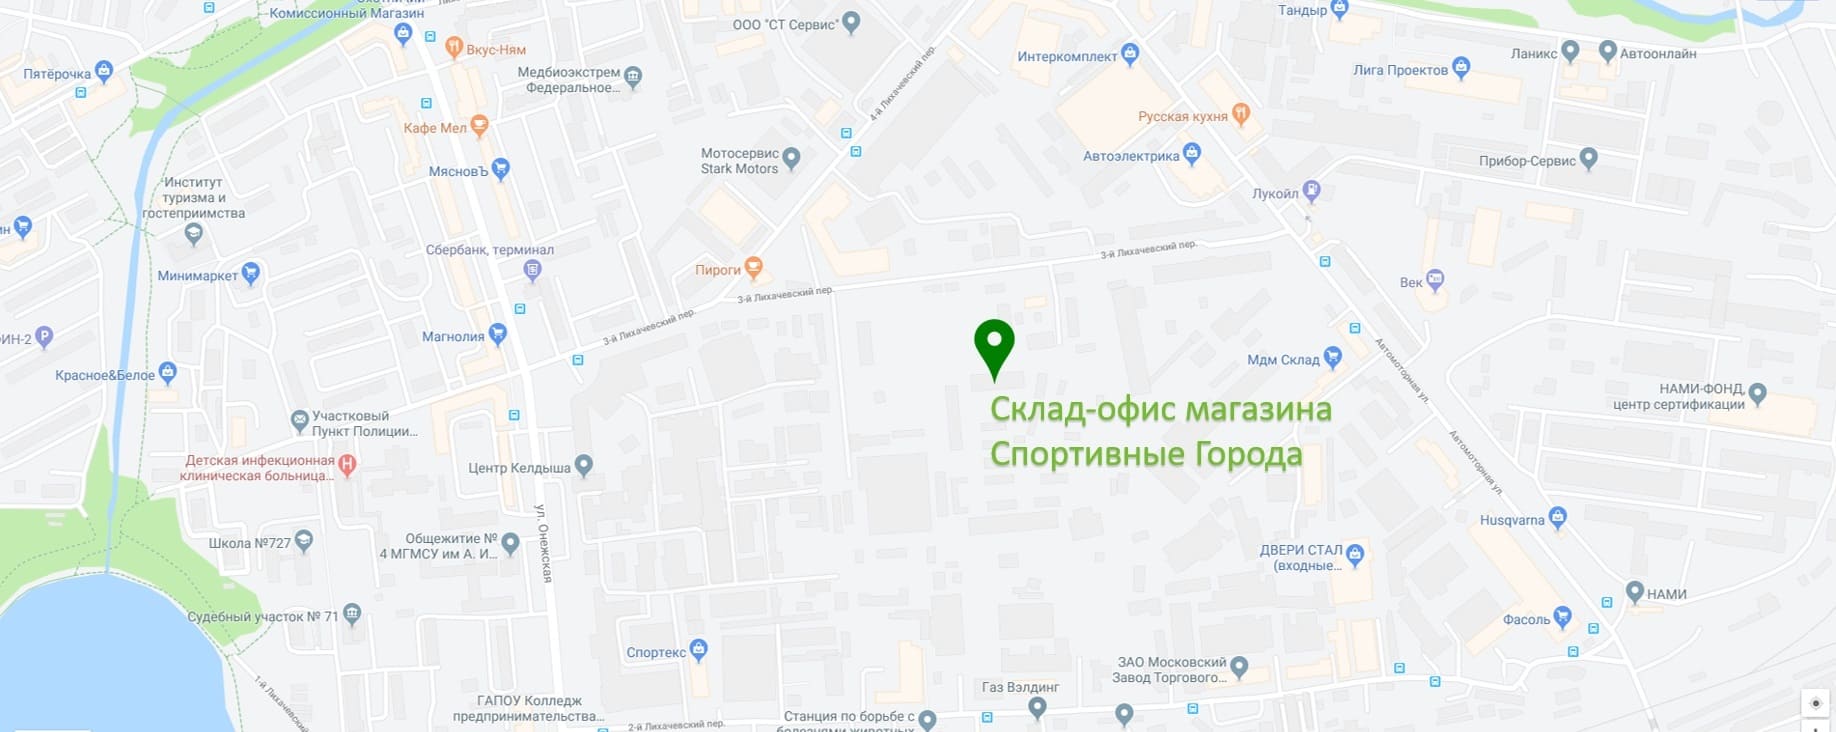 Комиссионный Магазин
ООО "СТ Сервис"
Тандыр
Вкус-Ням
Интеркомплект
Ланикс
Автоонлайн
Пятёрочка
Медбиоэкстрем
Федеральное...
Лига Проектов
4-й Лихачевский пер.
Кафе Мел
Русская кухня
Мотосервис
Stark Motors
Автоэлектрика
Прибор-Сервис
МясновЪ
Институт
туризма и
гостеприимства
Лукойл
Сбербанк, терминал
3-й Лихачевский пер.
Минимаркет
Пироги
Век
3-й Лихачевский пер.
3-й Лихачевский пер.
Магнолия
ИН-2
Мдм Склад
Автомоторная ул.
Красное&Белое
НАМИ-ФОНД,
центр сертификации
Склад-офис магазина
Спортивные Города
Участковый
Пункт Полиции...
Детская инфекционная
клиническая больница...
Центр Келдыша
Автомоторная ул.
ул. Онежская
Husqvarna
Школа №727
Общежитие №
4 МГМСУ им А. И...
ДВЕРИ СТАЛ
(входные...
НАМИ
Судебный участок № 71
Фасоль
Спортекс
ЗАО Московский
Завод Торгового...
1-й Лихачевский
Газ Вэлдинг
ГАПОУ Колледж
предпринимательства...
2-й Лихачевский пер.
Станция по борьбе с
болезнями животных